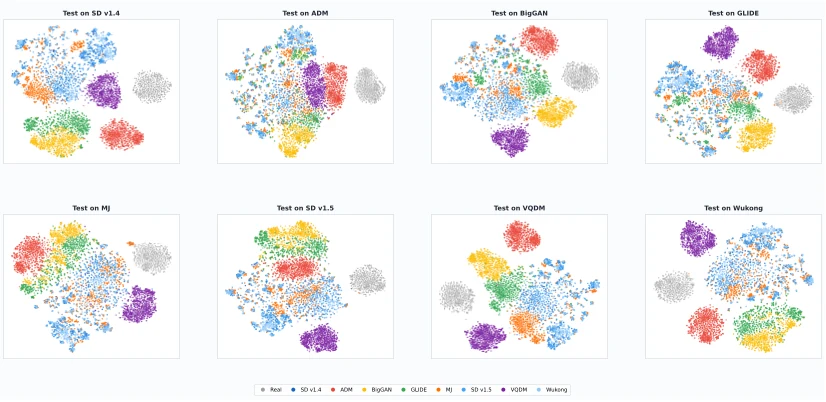 Test on SD v1.4
Test on ADM
Test on BigGAN
Test on GLIDE
Test on MJ
Test on SD v1.5
Test on VQDM
Test on Wukong
Real SD v1.4 ADM BigGAN GLIDE MJ SD v1.5 VQDM Wukong